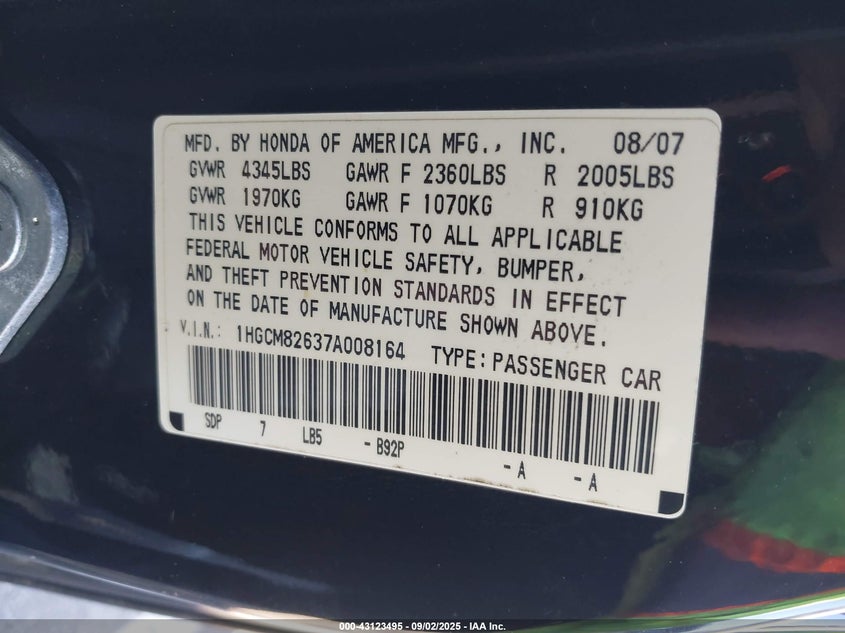 MFD. BY HONDA OF AMERICA MFG., INC. 08/07
GVWR 4345LBS GAWR F 2360LBS R 2005LBS
GVWR 1970KG GAWR F 1070KG R 910KG
THIS VEHICLE CONFORMS TO ALL APPLICABLE
FEDERAL MOTOR VEHICLE SAFETY, BUMPER,
AND THEFT PREVENTION STANDARDS IN EFFECT
ON THE DATE OF MANUFACTURE SHOWN ABOVE.
V.I.N.: 1HGCM82637A008164 TYPE:PASSENGER CAR
SDP 7 LB5 -B92P -A -A
000-43123495 - 09/02/2025 - IAA Inc.